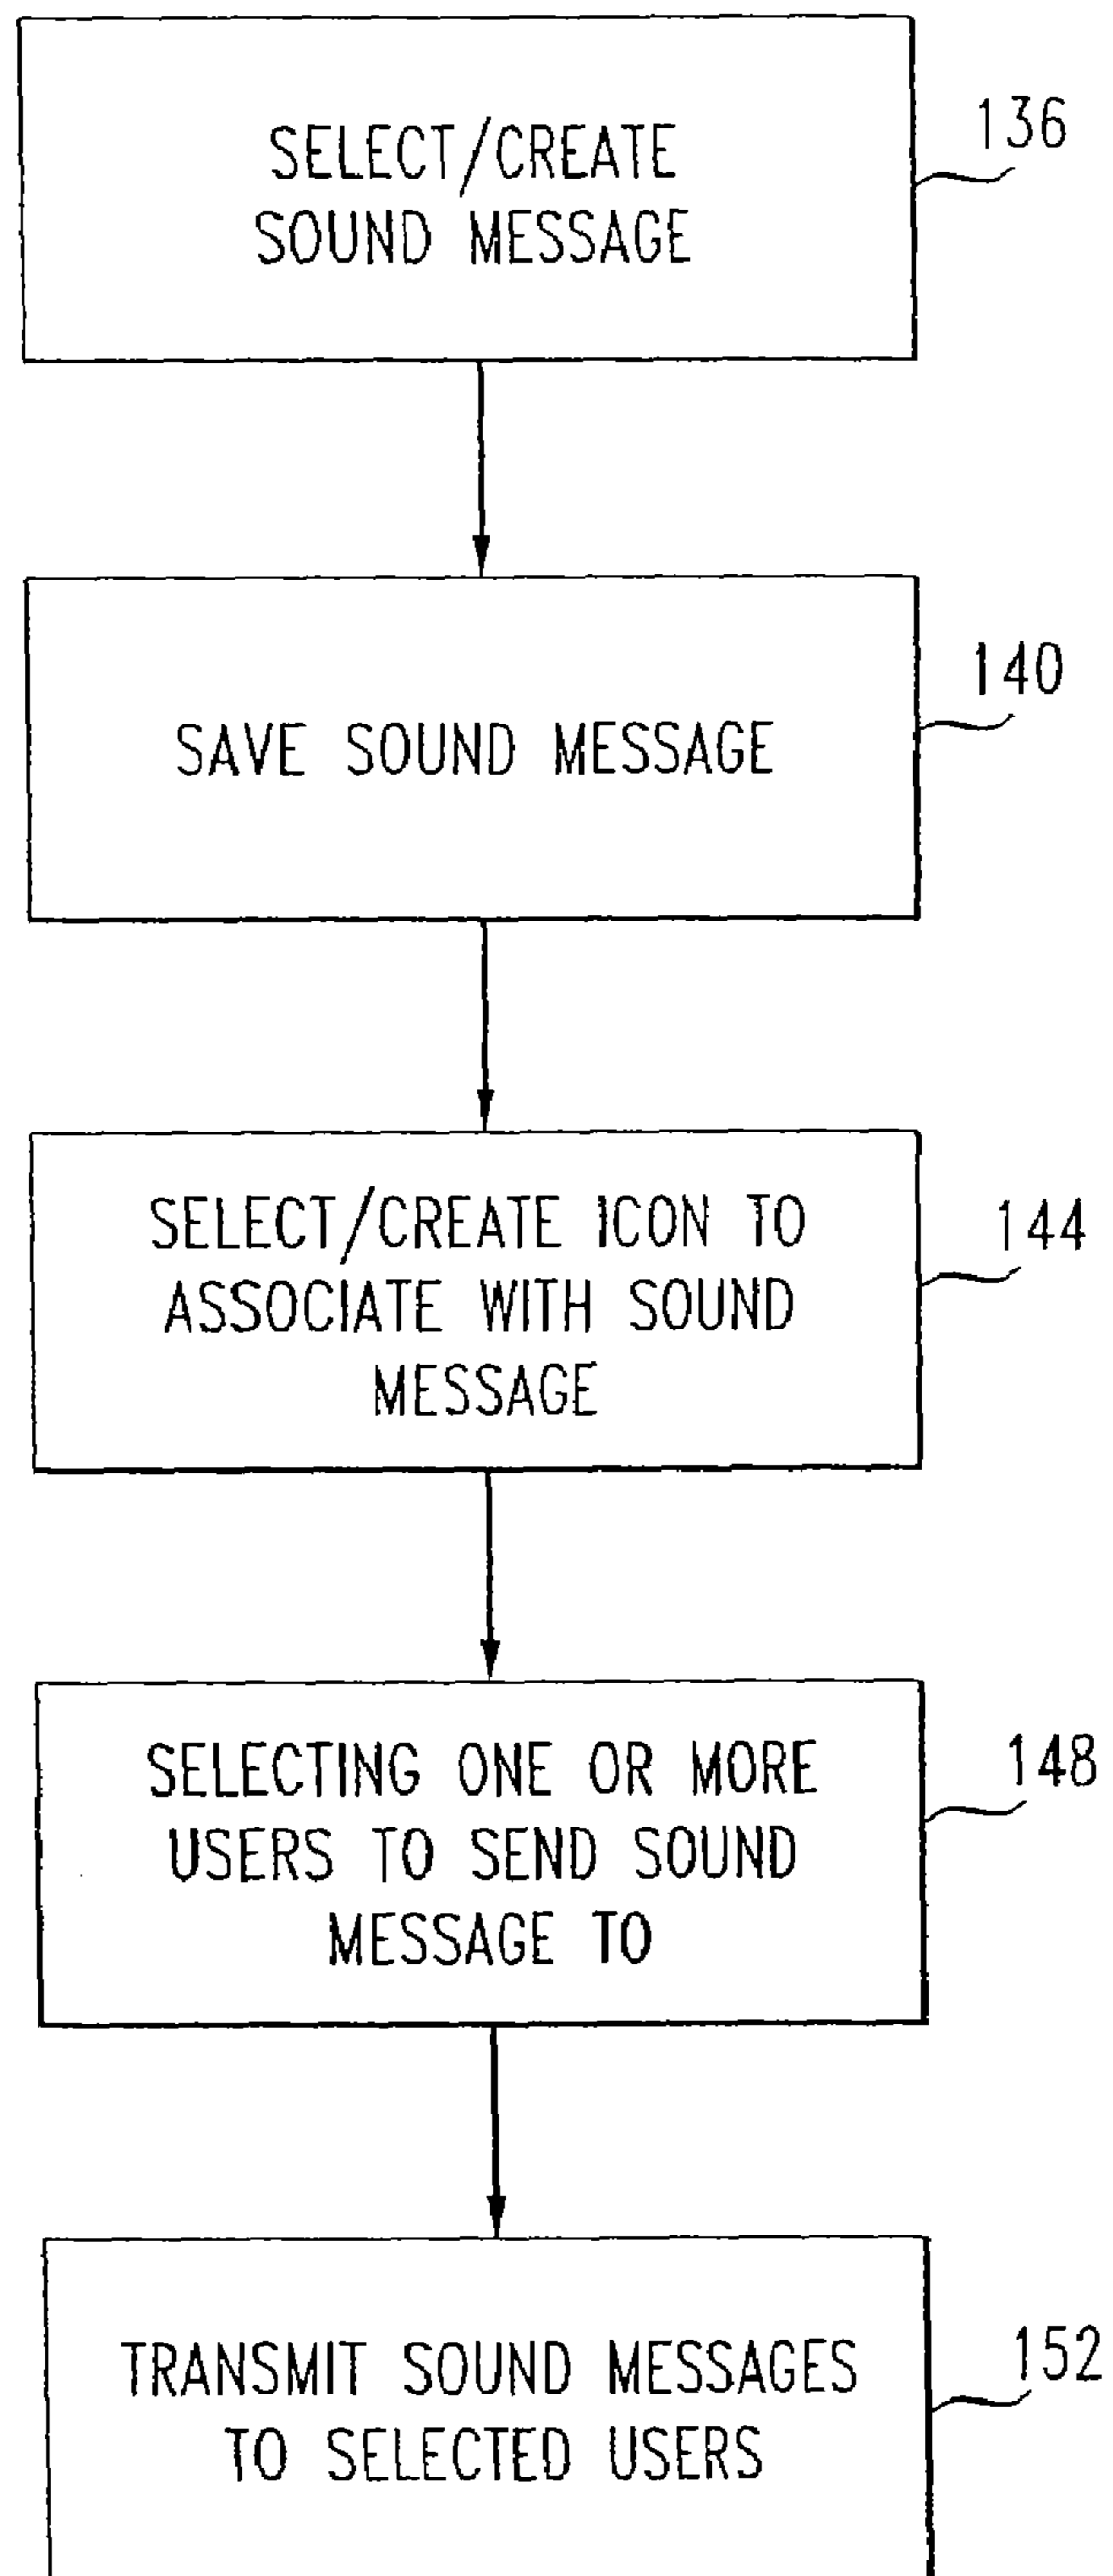 SELECT/CREATE
SOUND MESSAGE
136
SAVE SOUND MESSAGE
140
SELECT/CREATE ICON TO
ASSOCIATE WITH SOUND
MESSAGE
144
SELECTING ONE OR MORE
USERS TO SEND SOUND
MESSAGE TO
148
TRANSMIT SOUND MESSAGES
TO SELECTED USERS
152